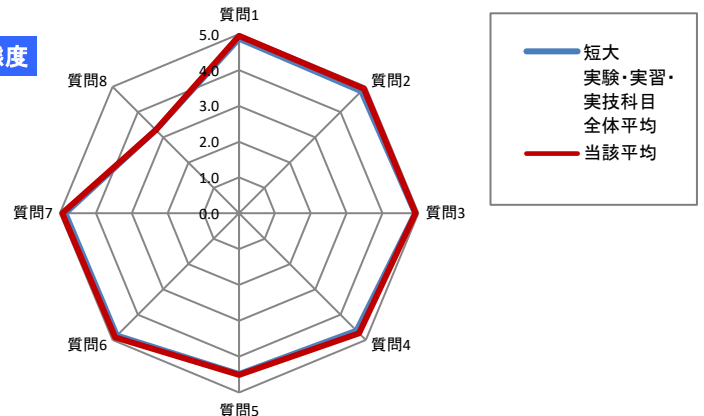 質問1
5.0
態度
質問8
質問2
4.0
3.0
2.0
1.0
質問7
0.0
質問3
質問6
質問4
質問5
短大
実験・実習・
実技科目
全体平均
当該平均